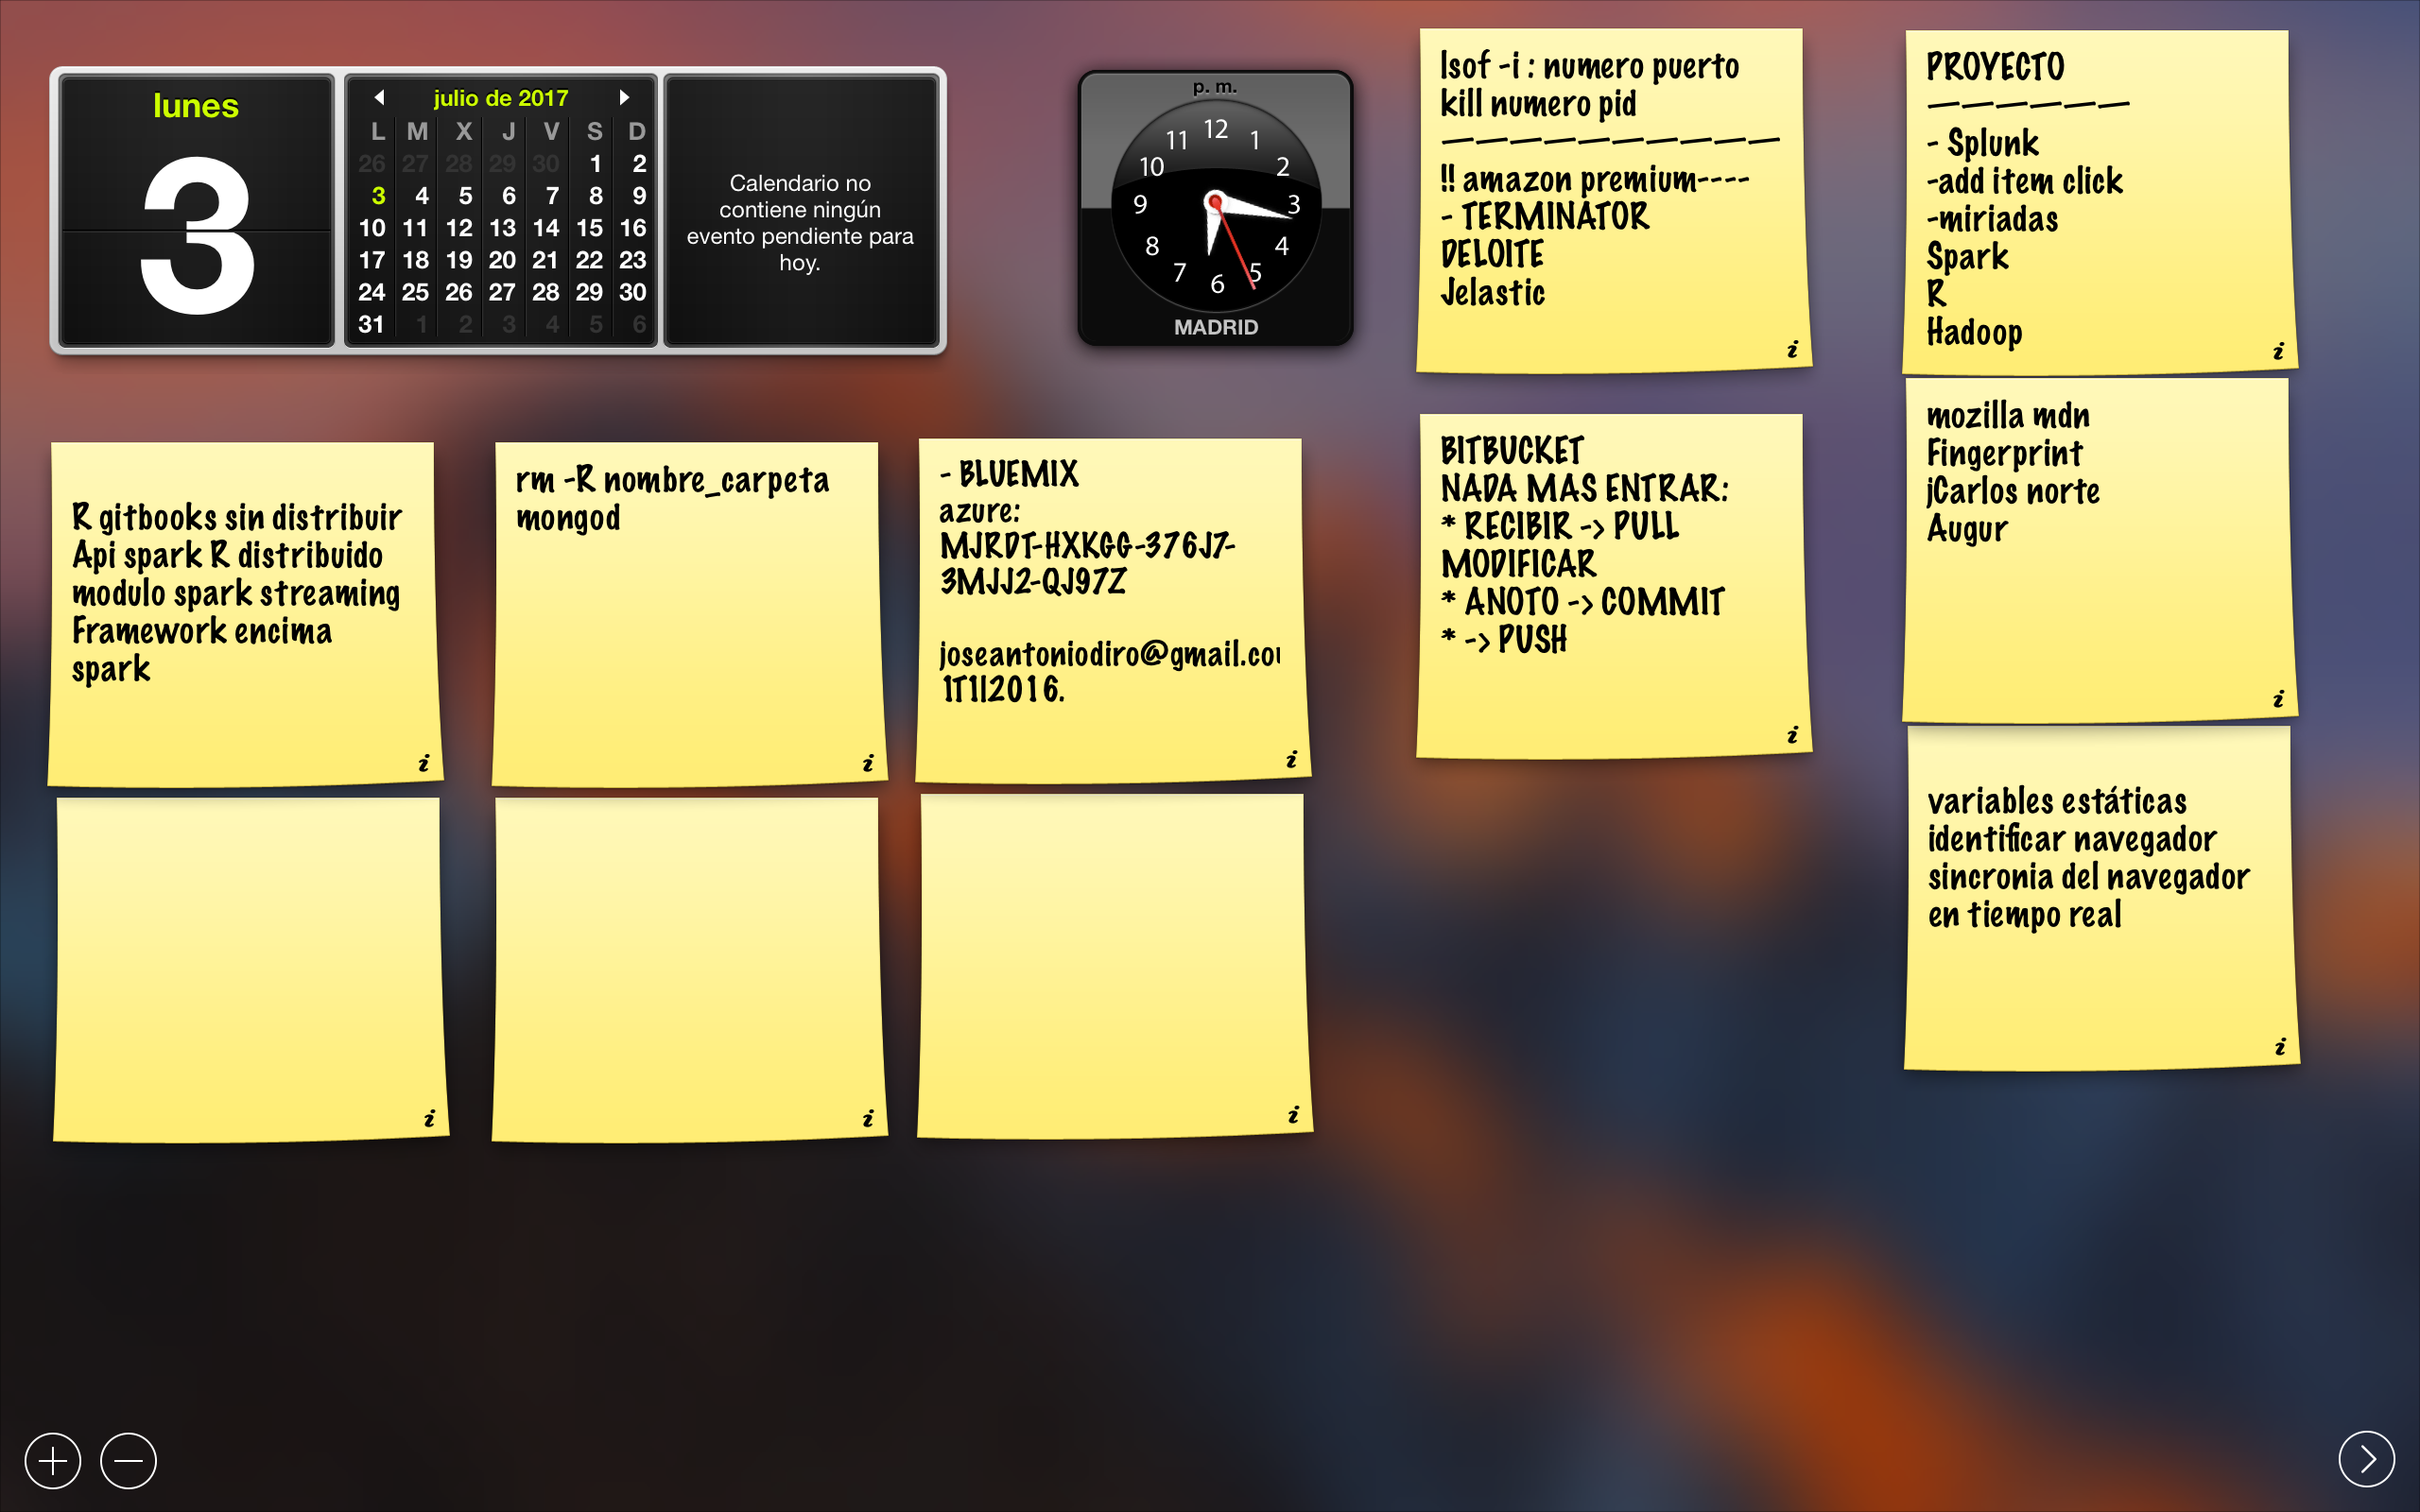 lunes
3
julio de 2017
L M X J V S D
26 27 28 29 30 1 2
3 4 5 6 7 8 9
10 11 12 13 14 15 16
17 18 19 20 21 22 23
24 25 26 27 28 29 30
31 1 2 3 4 5 6
Calendario no
contiene ningún
evento pendiente para
hoy.
p. m.
12
11 1
10 2
9 3
8 4
7 5
6
MADRID
lsof -i : numero puerto
kill numero pid
——————————
!! amazon premium----
- TERMINATOR
DELOITE
Jelastic
i
PROYECTO
——————
- Splunk
-add item click
-miriadas
Spark
R
Hadoop
i
R gitbooks sin distribuir
Api spark R distribuido
modulo spark streaming
Framework encima
spark
i
rm -R nombre_carpeta
mongod
i
- BLUEMIX
azure:
MJRDT-HXKGG-376J7-
3MJJ2-QJ97Z
joseantoniodiro@gmail.co
1T1l2016.
i
BITBUCKET
NADA MAS ENTRAR:
* RECIBIR -> PULL
MODIFICAR
* ANOTO -> COMMIT
* -> PUSH
i
mozilla mdn
Fingerprint
jCarlos norte
Augur
i
variables estáticas
identificar navegador
sincronia del navegador
en tiempo real
i
i
i
i